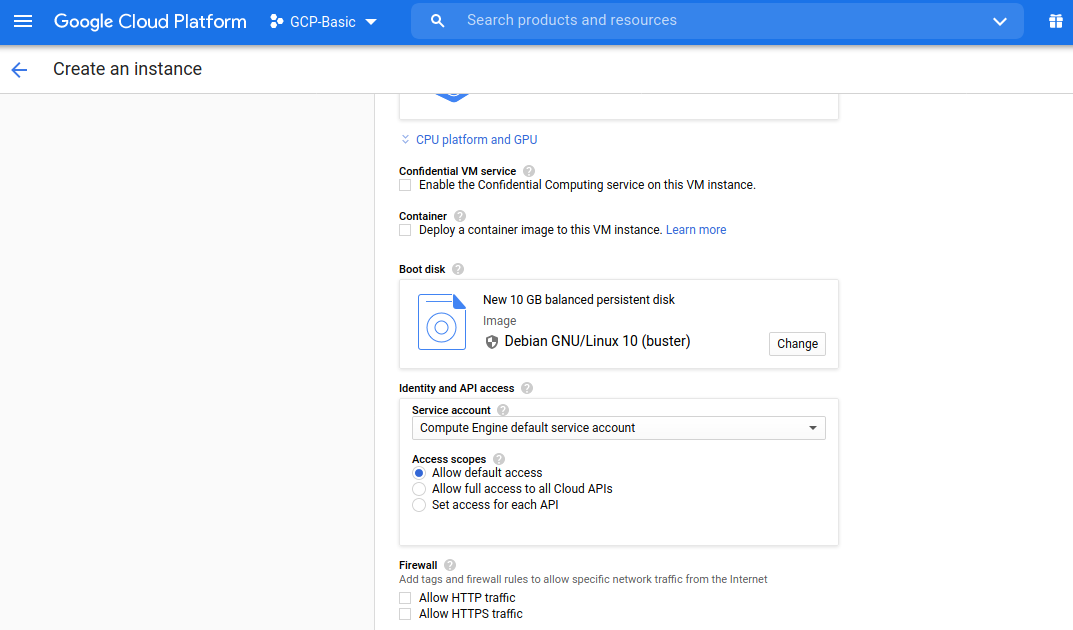 Google Cloud Platform GCP-Basic Search products and resources
Create an instance
CPU platform and GPU
Confidential VM service ?
Enable the Confidential Computing service on this VM instance.
Container ?
Deploy a container image to this VM instance. Learn more
Boot disk ?
New 10 GB balanced persistent disk
Image
Debian GNU/Linux 10 (buster)
Change
Identity and API access ?
Service account ?
Compute Engine default service account
Access scopes ?
Allow default access
Allow full access to all Cloud APIs
Set access for each API
Firewall ?
Add tags and firewall rules to allow specific network traffic from the Internet
Allow HTTP traffic
Allow HTTPS traffic